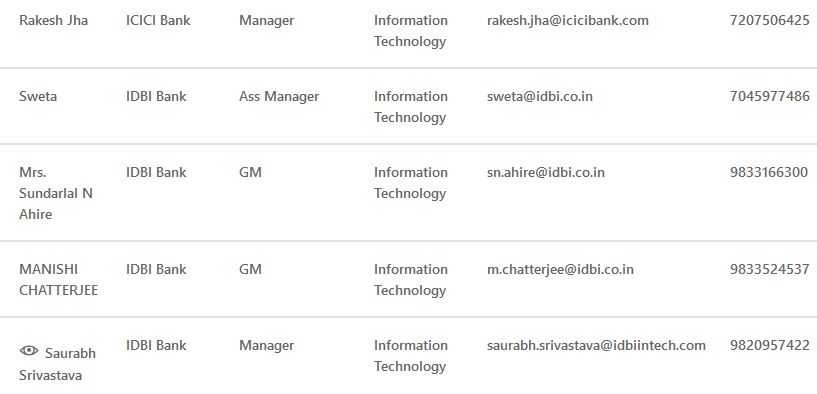 Rakesh Jha ICICI Bank Manager Information rakesh.jha@icicibank.com 7207506425
Technology
Sweta IDBI Bank Ass Manager Information sweta@idbi.co.in 7045977486
Technology
Mrs. IDBI Bank GM Information sn.ahire@idbi.co.in 9833166300
Sundarlal N Technology
Ahire
MANISHI IDBI Bank GM Information m.chatterjee@idbi.co.in 9833524537
CHATTERJEE Technology
Saurabh IDBI Bank Manager Information saurabh.srivastava@idbiintech.com 9820957422
Srivastava Technology